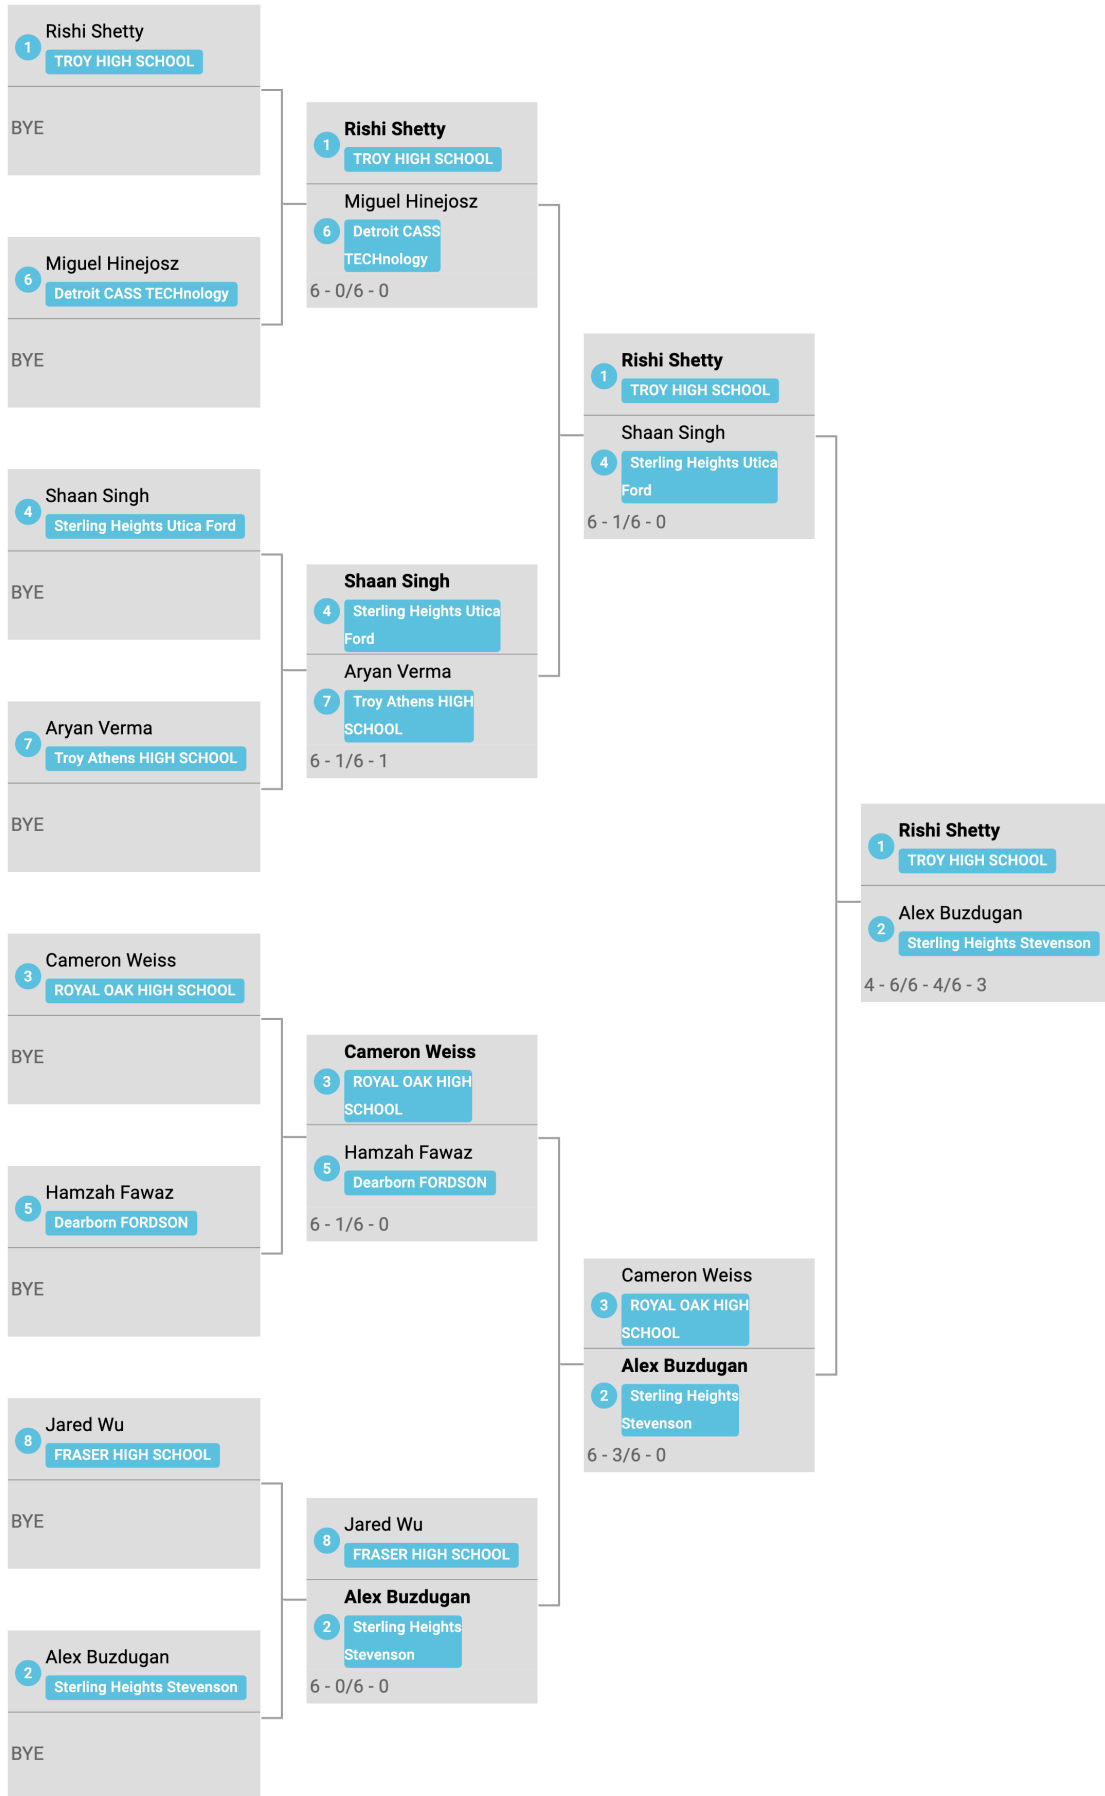 Rishi Shetty
1
TROY HIGH SCHOOL
BYE
Miguel Hinejosz
6
Detroit CASS TECHnology
BYE
Shaan Singh
4
Sterling Heights Utica Ford
BYE
Aryan Verma
7
Troy Athens HIGH SCHOOL
BYE
Cameron Weiss
3
ROYAL OAK HIGH SCHOOL
BYE
Hamzah Fawaz
5
Dearborn FORDSON
BYE
Jared Wu
8
FRASER HIGH SCHOOL
BYE
Alex Buzdugan
2
Sterling Heights Stevenson
BYE
Rishi Shetty
1
TROY HIGH SCHOOL
Miguel Hinejosz
6
Detroit CASS
TECHnology
6 - 0/6 - 0
Shaan Singh
4
Sterling Heights Utica
Ford
Aryan Verma
7
Troy Athens HIGH
SCHOOL
6 - 1/6 - 1
Cameron Weiss
3
ROYAL OAK HIGH
SCHOOL
Hamzah Fawaz
5
Dearborn FORDSON
6 - 1/6 - 0
Jared Wu
8
FRASER HIGH SCHOOL
Alex Buzdugan
2
Sterling Heights
Stevenson
6 - 0/6 - 0
Rishi Shetty
1
TROY HIGH SCHOOL
Shaan Singh
4
Sterling Heights Utica
Ford
6 - 1/6 - 0
Cameron Weiss
3
ROYAL OAK HIGH
SCHOOL
Alex Buzdugan
2
Sterling Heights
Stevenson
6 - 3/6 - 0
Rishi Shetty
1
TROY HIGH SCHOOL
Alex Buzdugan
2
Sterling Heights Stevenson
4 - 6/6 - 4/6 - 3